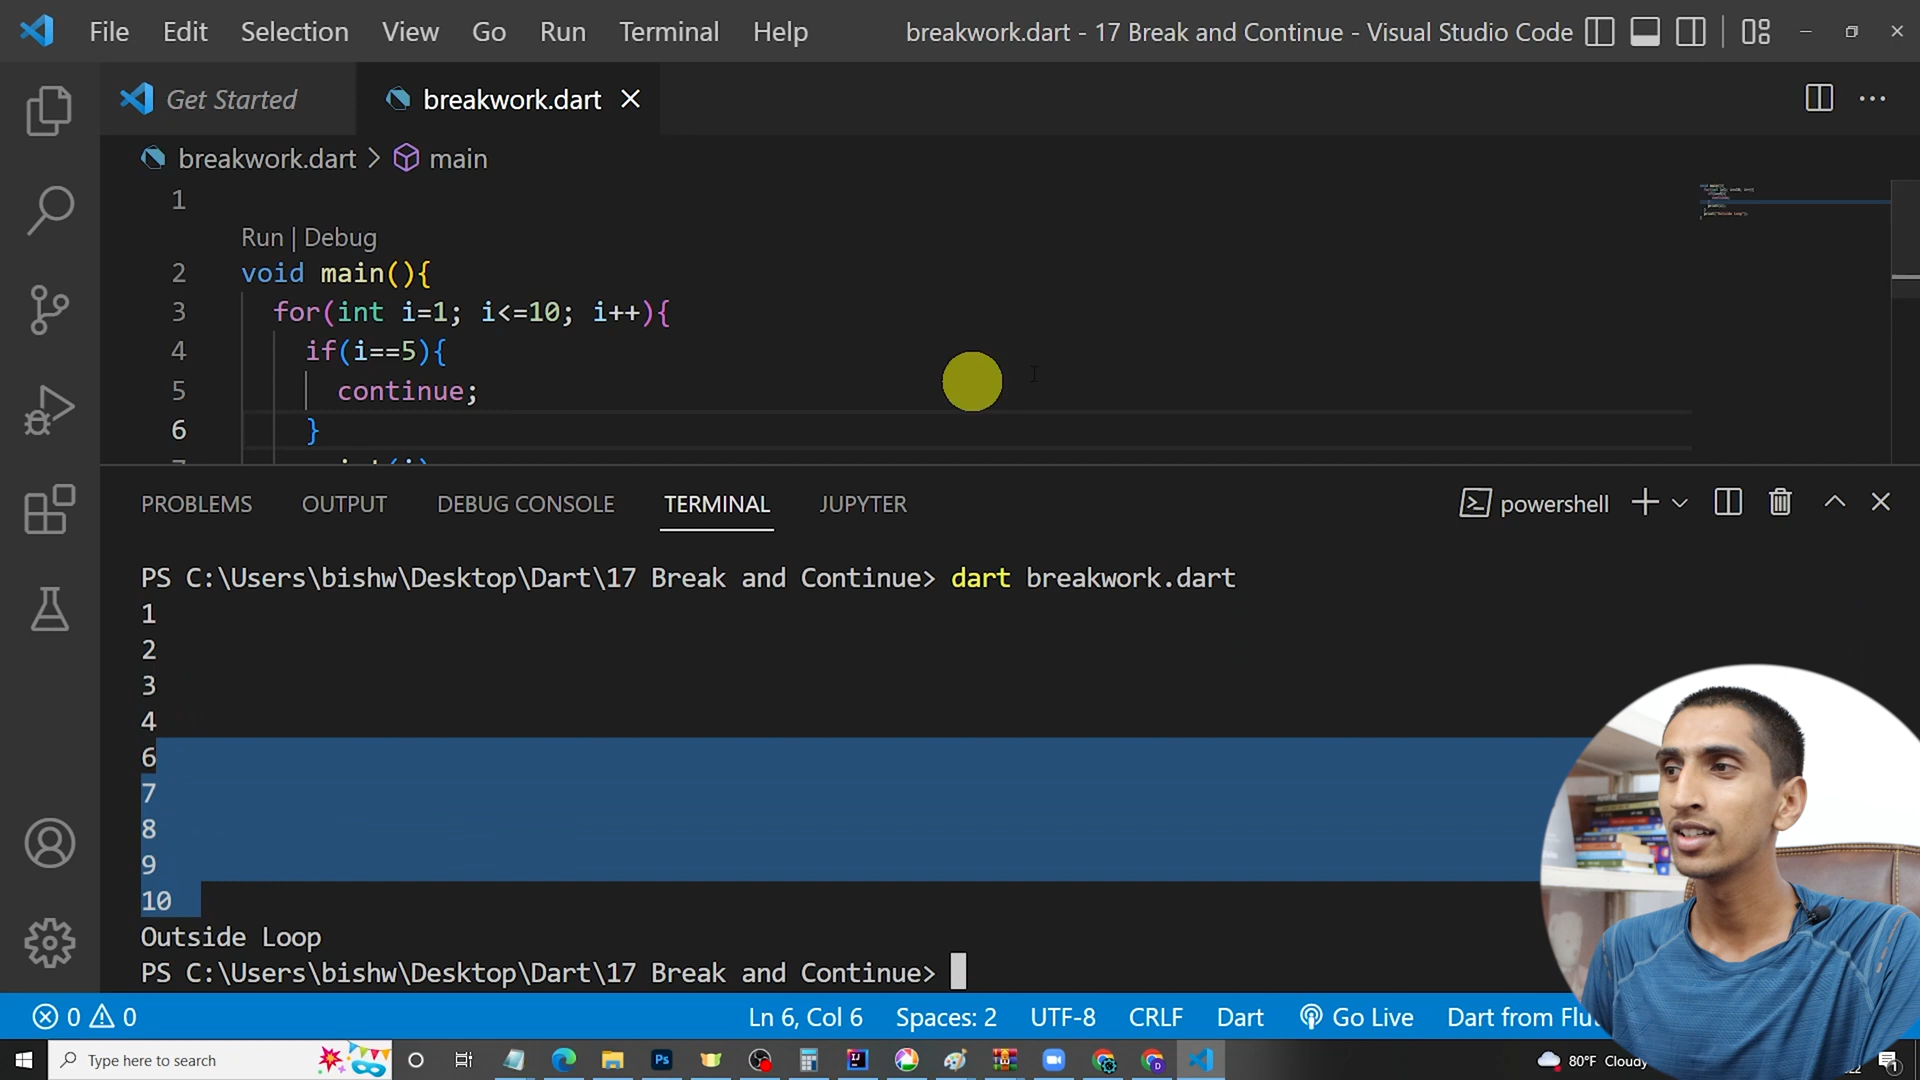 File Edit Selection View Go Run Terminal Help breakwork.dart - 17 Break and Continue - Visual Studio Code
Get Started breakwork.dart
breakwork.dart > main
1
Run | Debug
2 void main(){
3 for(int i=1; i<=10; i++){
4 if(i==5){
5 continue;
6 }
PROBLEMS OUTPUT DEBUG CONSOLE TERMINAL JUPYTER powershell
PS C:\Users\bishw\Desktop\Dart\17 Break and Continue> dart breakwork.dart
1
2
3
4
6
7
8
9
10
Outside Loop
PS C:\Users\bishw\Desktop\Dart\17 Break and Continue>
0 0 Ln 6, Col 6 Spaces: 2 UTF-8 CRLF Dart Go Live Dart from Flu
Type here to search 80°F Cloudy